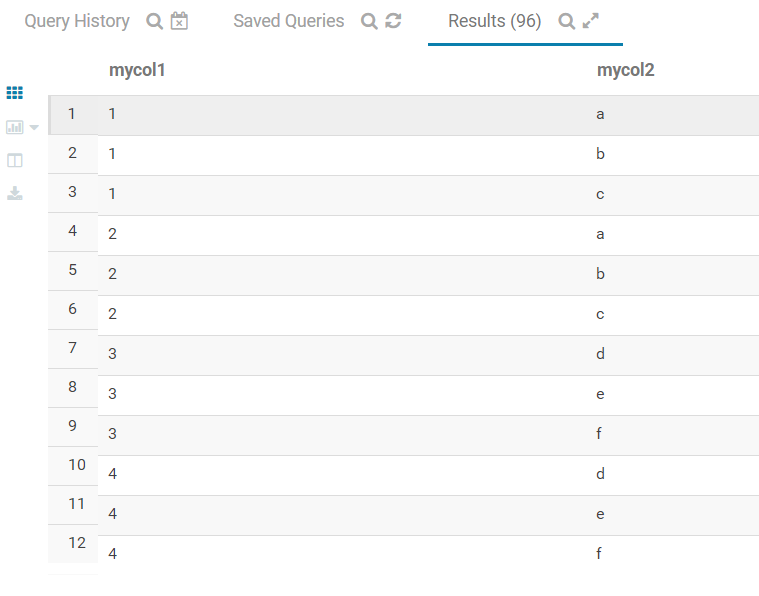 Query History Saved Queries Results (96)
mycol1 mycol2
1 1 a
2 1 b
3 1 c
4 2 a
5 2 b
6 2 c
7 3 d
8 3 e
9 3 f
10 4 d
11 4 e
12 4 f